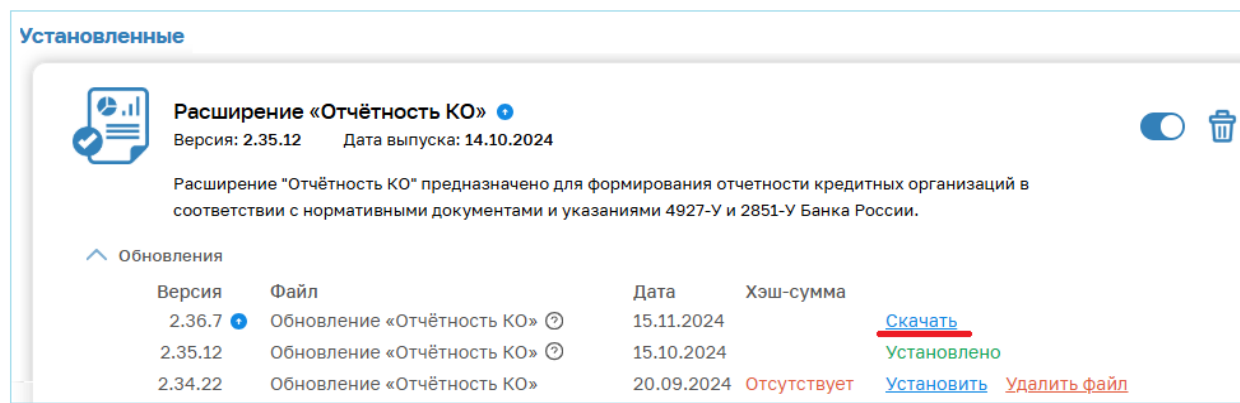 Установленные
Расширение «Отчётность КО»
Версия: 2.35.12 Дата выпуска: 14.10.2024
Расширение "Отчётность КО" предназначено для формирования отчетности кредитных организаций в
соответствии с нормативными документами и указаниями 4927-У и 2851-У Банка России.
Обновления
Версия Файл Дата Хэш-сумма
2.36.7 Обновление «Отчётность КО» 15.11.2024 Скачать
2.35.12 Обновление «Отчётность КО» 15.10.2024 Установлено
2.34.22 Обновление «Отчётность КО» 20.09.2024 Отсутствует Установить Удалить файл